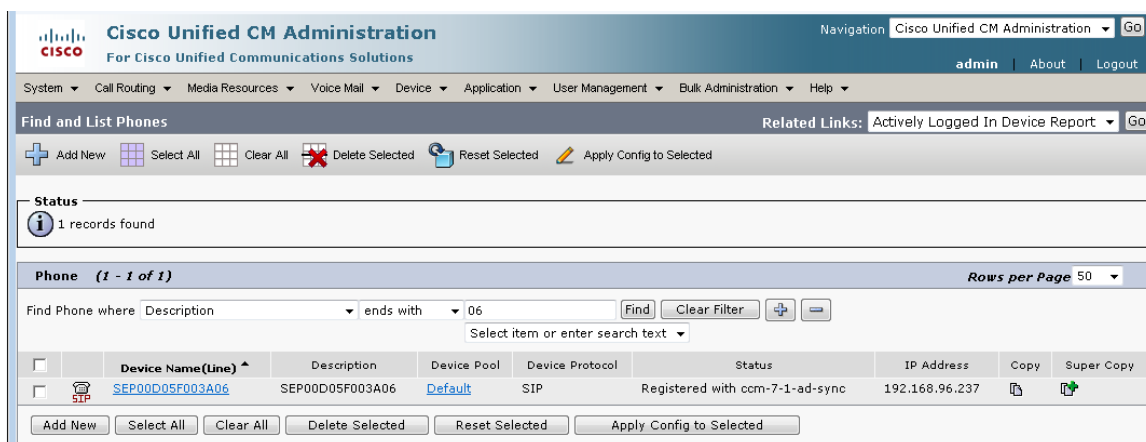 Cisco Unified CM Administration
For Cisco Unified Communications Solutions
CISCO
Navigation Cisco Unified CM Administration Go
admin | About | Logout
System Call Routing Media Resources Voice Mail Device Application User Management Bulk Administration Help
Find and List Phones
Related Links: Actively Logged In Device Report Go
Add New Select All Clear All Delete Selected Reset Selected Apply Config to Selected
Status
i 1 records found
Phone (1 - 1 of 1)
Rows per Page 50
Find Phone where Description ends with 06 Find Clear Filter
Select item or enter search text
Device Name(Line) Description Device Pool Device Protocol Status IP Address Copy Super Copy
SIP SEP00D05F003A06 SEP00D05F003A06 Default SIP Registered with ccm-7-1-ad-sync 192.168.96.237
Add New Select All Clear All Delete Selected Reset Selected Apply Config to Selected